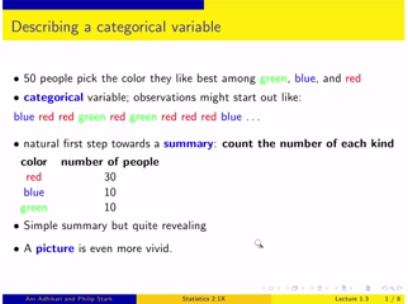 Describing a categorical variable
• 50 people pick the color they like best among green, blue, and red
• categorical variable; observations might start out like:
blue red red green red green red red red blue ...
• natural first step towards a summary: count the number of each kind
color number of people
red 30
blue 10
green 10
• Simple summary but quite revealing
• A picture is even more vivid.
Ani Adhikari and Philip Stark Statistics 2.1X Lecture 1.3 1 / 8